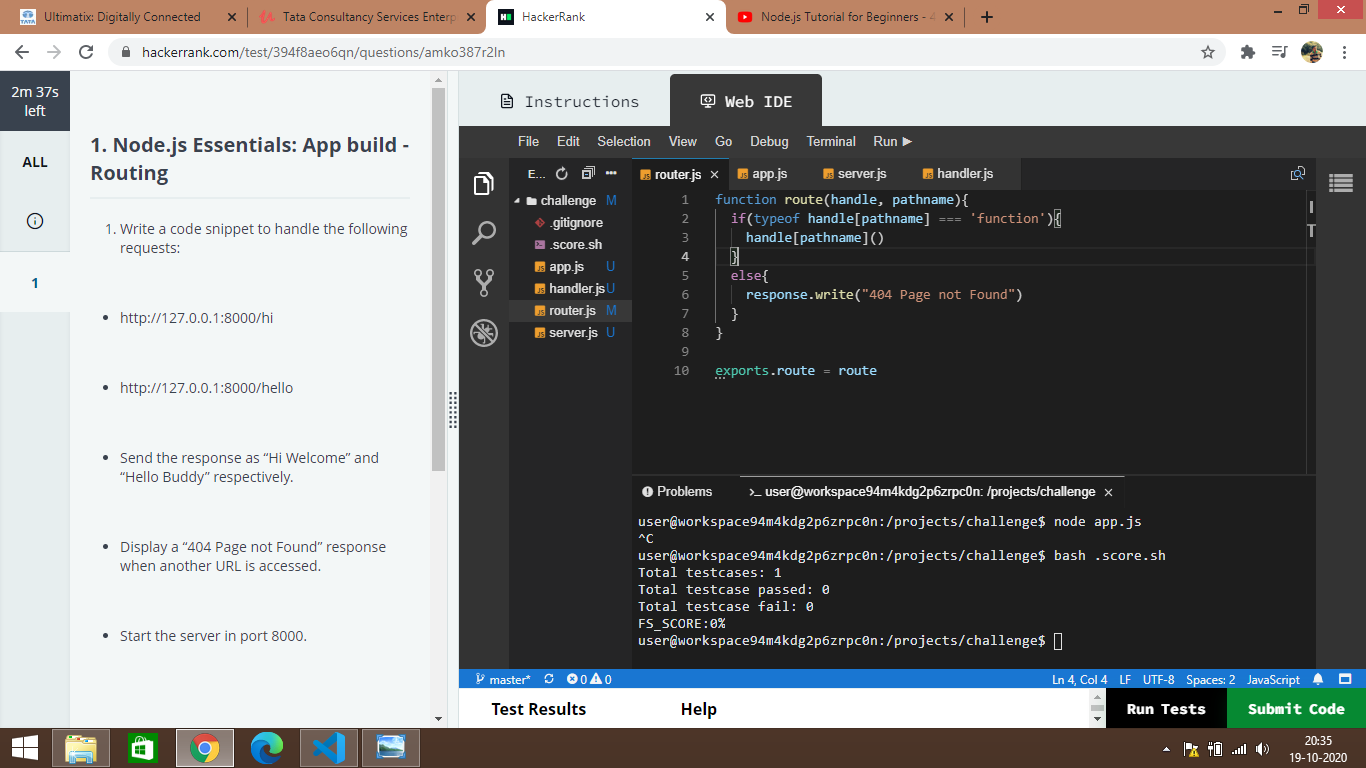 Ultimatix: Digitally Connected
Tata Consultancy Services Enterp
HackerRank
Node.js Tutorial for Beginners - 4
hackerrank.com/test/394f8aeo6qn/questions/amko387r2ln
2m 37s
left
ALL
1
1. Node.js Essentials: App build -
Routing
1. Write a code snippet to handle the following
requests:
• http://127.0.0.1:8000/hi
• http://127.0.0.1:8000/hello
• Send the response as “Hi Welcome” and
“Hello Buddy” respectively.
• Display a “404 Page not Found” response
when another URL is accessed.
• Start the server in port 8000.
Instructions
Web IDE
File Edit Selection View Go Debug Terminal Run ▶
E...
challenge M
.gitignore
.score.sh
app.js U
handler.js U
router.js M
server.js U
router.js
app.js
server.js
handler.js
1 function route(handle, pathname){
2 if(typeof handle[pathname] === 'function'){
3 handle[pathname]()
4 }
5 else{
6 response.write("404 Page not Found")
7 }
8 }
9
10 exports.route = route
Problems
user@workspace94m4kdg2p6zrpc0n: /projects/challenge
user@workspace94m4kdg2p6zrpc0n:/projects/challenge$ node app.js
^C
user@workspace94m4kdg2p6zrpc0n:/projects/challenge$ bash .score.sh
Total testcases: 1
Total testcase passed: 0
Total testcase fail: 0
FS_SCORE:0%
user@workspace94m4kdg2p6zrpc0n:/projects/challenge$
master* 0 0
Ln 4, Col 4 LF UTF-8 Spaces: 2 JavaScript
Test Results
Help
Run Tests
Submit Code
20:35
19-10-2020